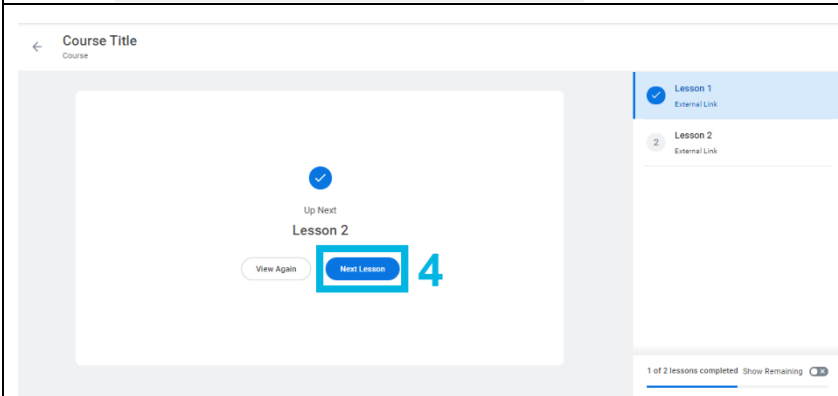 Course Title
Course
Up Next
Lesson 2
View Again
Next Lesson
4
Lesson 1
External Link
2
Lesson 2
External Link
1 of 2 lessons completed Show Remaining